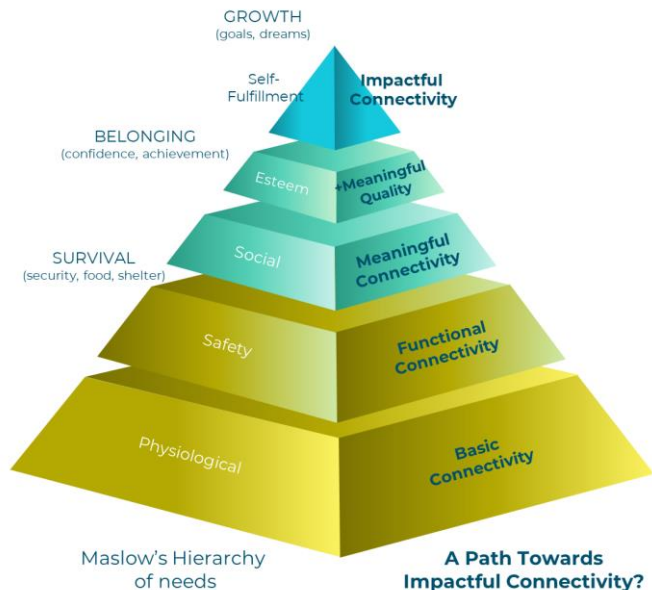 GROWTH
(goals, dreams)
Self-
Fulfillment
Impactful
Connectivity
BELONGING
(confidence, achievement)
Esteem
+Meaningful
Quality
Social
Meaningful
Connectivity
SURVIVAL
(security, food, shelter)
Safety
Functional
Connectivity
Physiological
Basic
Connectivity
Maslow's Hierarchy
of needs
A Path Towards
Impactful Connectivity?